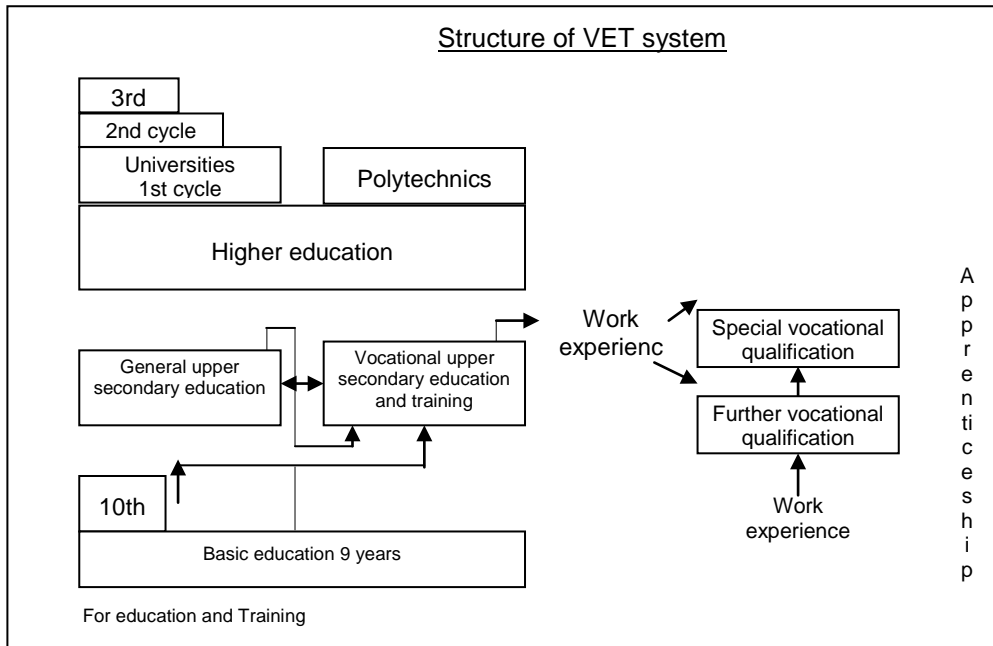 Structure of VET system
3rd
2nd cycle
Universities
1st cycle
Polytechnics
Higher education
General upper
secondary education
Vocational upper
secondary education
and training
Work
experienc
Special vocational
qualification
Further vocational
qualification
Work
experience
Apprenticeship
10th
Basic education 9 years
For education and Training